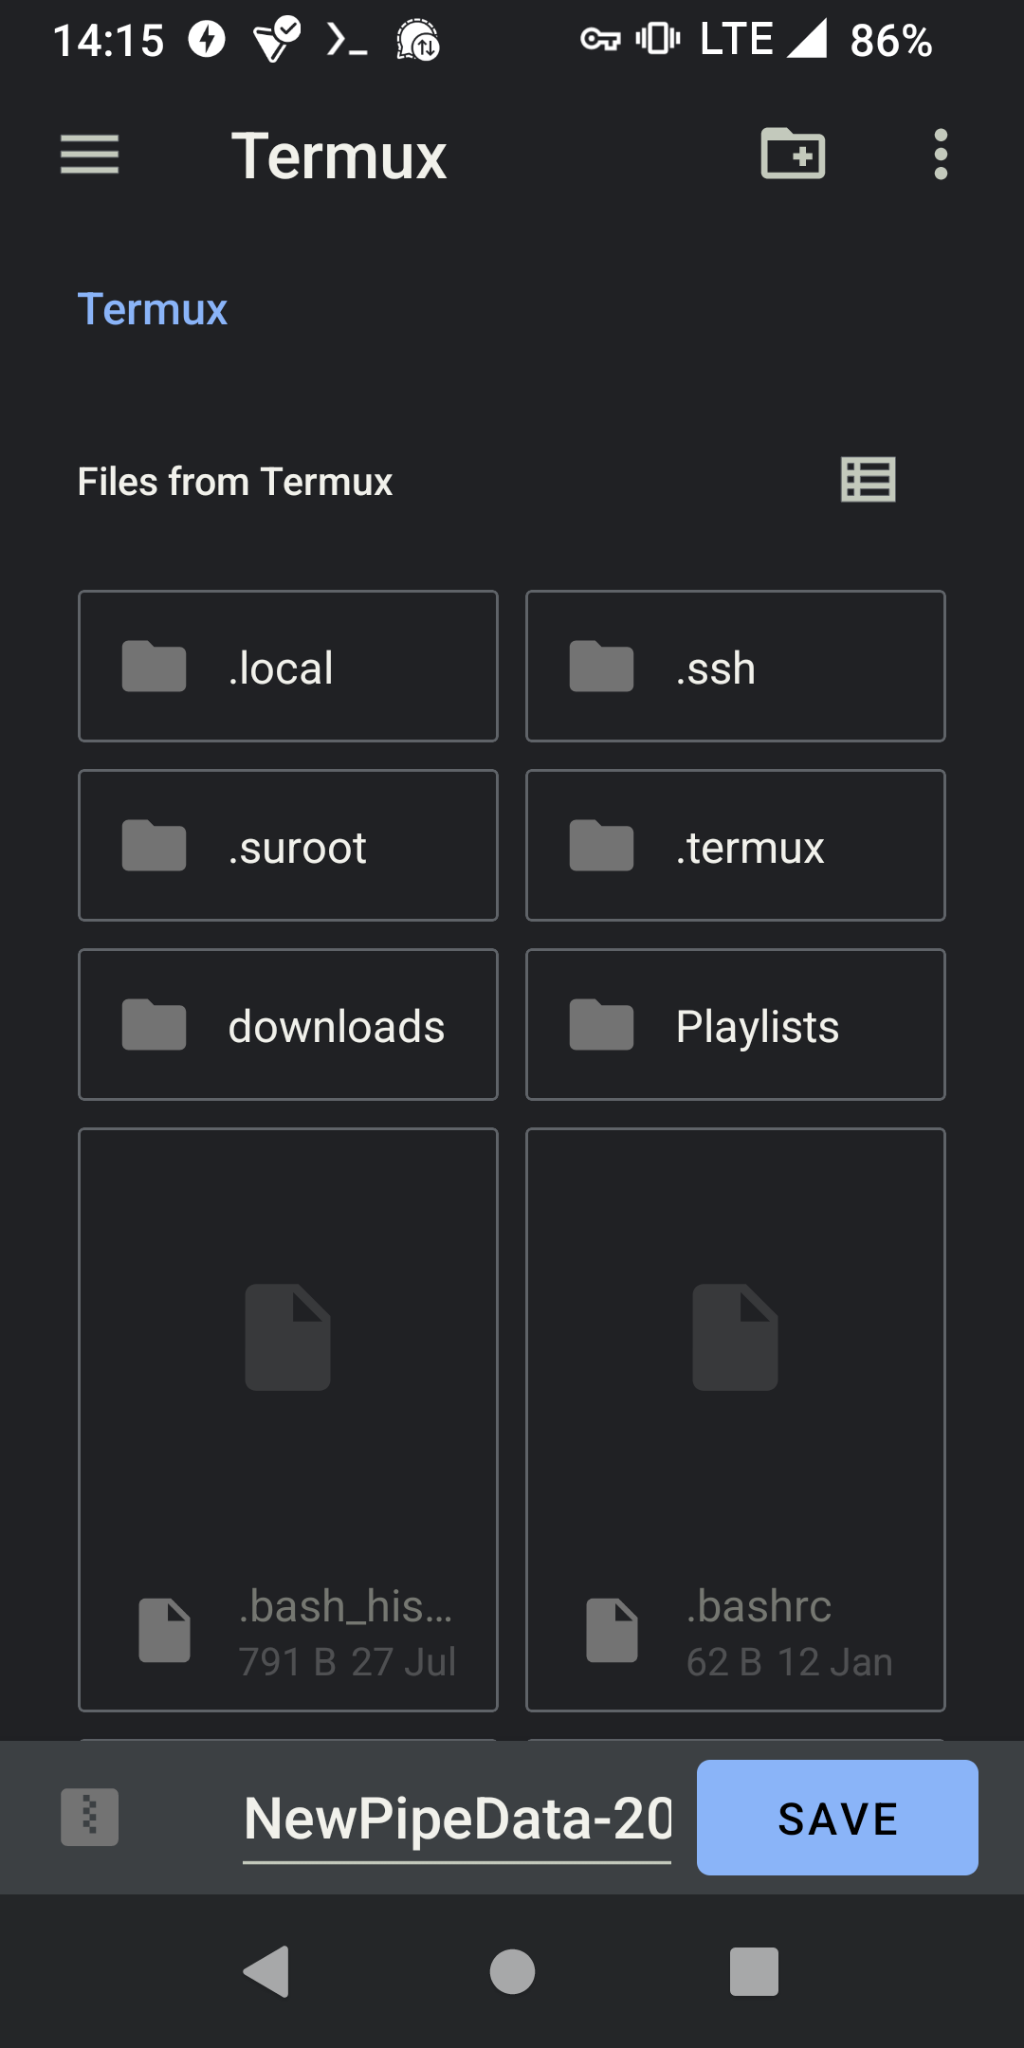 14:15 LTE 86%
Termux
Termux
Files from Termux
.local .ssh
.suroot .termux
downloads Playlists
.bash_his... .bashrc
791 B 27 Jul 62 B 12 Jan
NewPipeData-20 SAVE